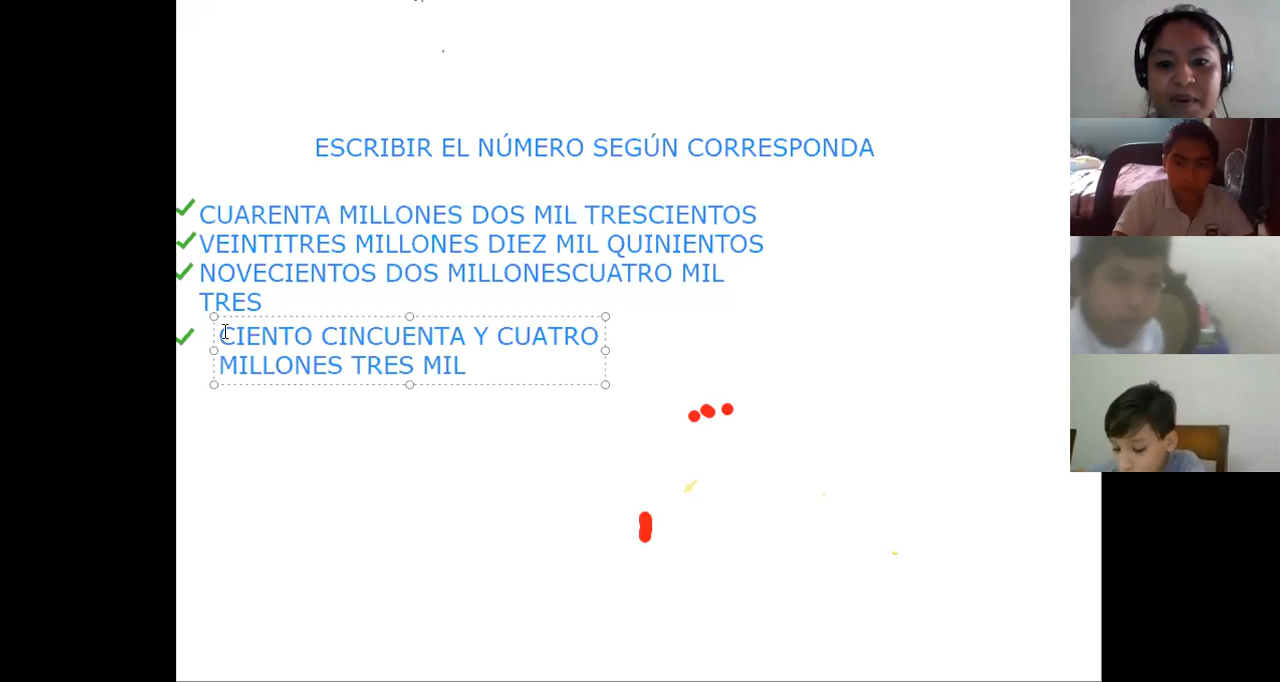 ESCRIBIR EL NÚMERO SEGÚN CORRESPONDA
CUARENTA MILLONES DOS MIL TRESCIENTOS
VEINTITRES MILLONES DIEZ MIL QUINIENTOS
NOVECIENTOS DOS MILLONESCUATRO MIL
TRES
CIENTO CINCUENTA Y CUATRO
MILLONES TRES MIL